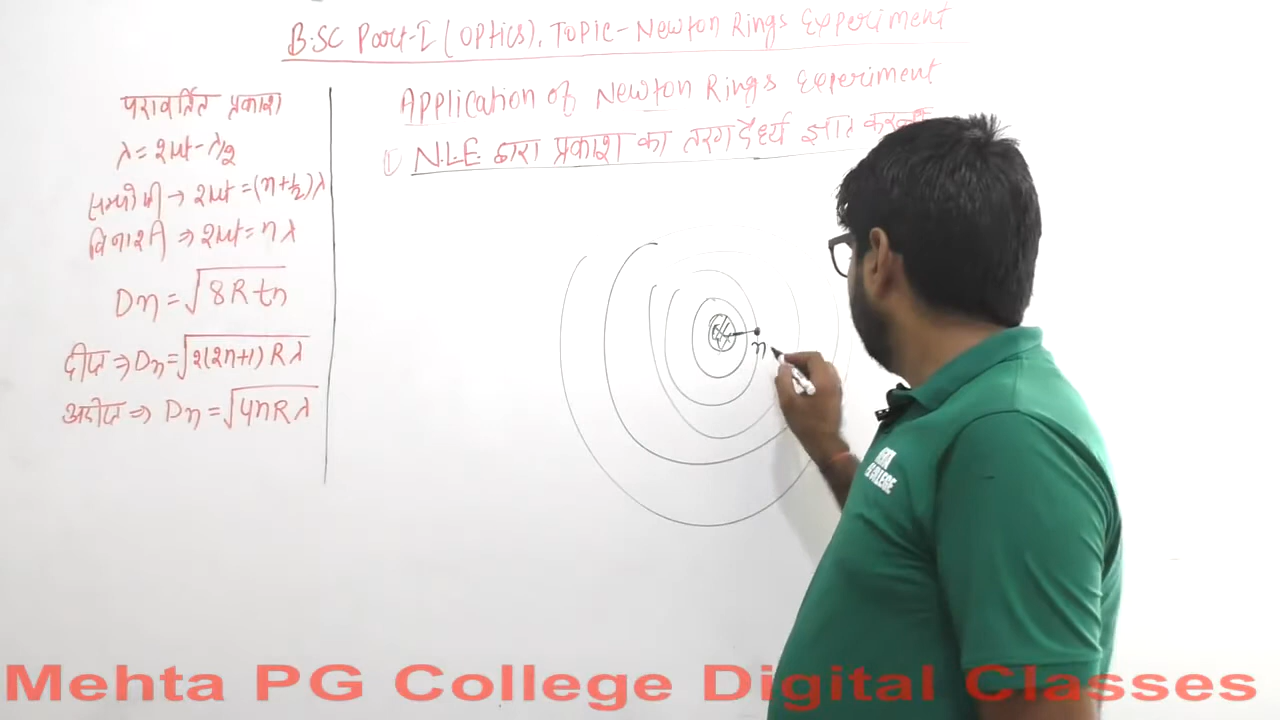 B.SC Part-I (Optics), Topic-Newton Rings Experiment
Application of Newton Rings Experiment
① N.L.E. द्वारा प्रकाश का तरंगदैर्ध्य ज्ञात करना
परावर्तित प्रकाश
λ = 2μt - λ/2
⇒ 2μt = (n+½)λ
विनाशी ⇒ 2μt = nλ
Dn = √8Rtn
दीप्त ⇒ Dn = √2(2n+1)Rλ
अदीप्त ⇒ Dn = √4nRλ
n
Mehta PG College Digital Classes